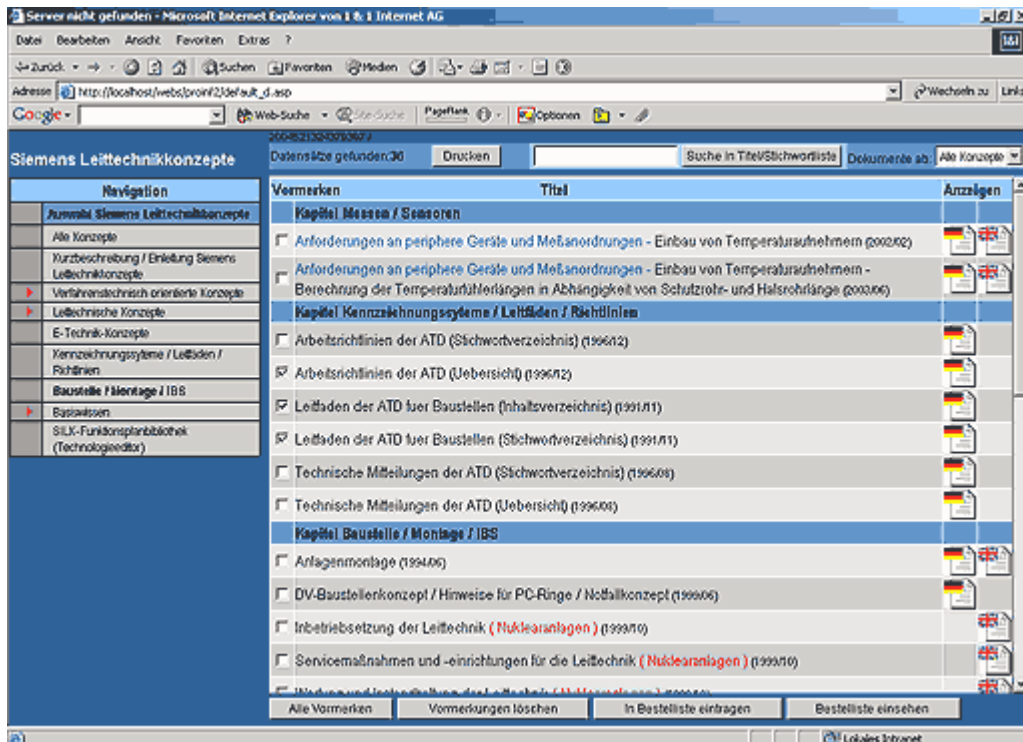 Server nicht gefunden - Microsoft Internet Explorer von 1 & 1 Internet AG
Datei Bearbeiten Ansicht Favoriten Extras ?
Zurück Suchen Favoriten Medien
Adresse http://localhost/webs/proinf2/default_d.asp Wechseln zu Links
Google Web-Suche Site-Suche PageRank Optionen
Siemens Leittechnikkonzepte
Datensätze gefunden:36 Drucken Suche in Titel/Stichwortliste Dokumente ab: Alle Konzepte
Navigation
Auswahl Siemens Leittechnikkonzepte
Alle Konzepte
Kurzbeschreibung / Einleitung Siemens
Leittechnikkonzepte
Verfahrenstechnisch orientierte Konzepte
Leittechnische Konzepte
E-Technik-Konzepte
Kennzeichnungssyteme / Leitfäden /
Richtlinien
Baustelle / Montage / IBS
Basiswissen
SILX-Funktionsplanbibliothek
(Technologieeditor)
Vormerken Titel Anzeigen
Kapitel Messen / Sensoren
Anforderungen an periphere Geräte und Meßanordnungen - Einbau von Temperaturaufnehmern (2002/02)
Anforderungen an periphere Geräte und Meßanordnungen - Einbau von Temperaturaufnehmern -
Berechnung der Temperaturfühlerlängen in Abhängigkeit von Schutzrohr- und Halsrohrlänge (2003/06)
Kapitel Kennzeichnungssyteme / Leitfäden / Richtlinien
Arbeitsrichtlinien der ATD (Stichwortverzeichnis) (1996/12)
Arbeitsrichtlinien der ATD (Uebersicht) (1996/12)
Leitfaden der ATD fuer Baustellen (Inhaltsverzeichnis) (1991/11)
Leitfaden der ATD fuer Baustellen (Stichwortverzeichnis) (1991/11)
Technische Mitteilungen der ATD (Stichwortverzeichnis) (1996/08)
Technische Mitteilungen der ATD (Uebersicht) (1996/08)
Kapitel Baustelle / Montage / IBS
Anlagenmontage (1994/06)
DV-Baustellenkonzept / Hinweise für PC-Ringe / Notfallkonzept (1999/06)
Inbetriebsetzung der Leittechnik ( Nuklearanlagen ) (1999/10)
Servicemaßnahmen und -einrichtungen für die Leittechnik ( Nuklearanlagen ) (1999/10)
Alle Vormerken Vormerkungen löschen In Bestelliste eintragen Bestelliste einsehen
Lokales Intranet